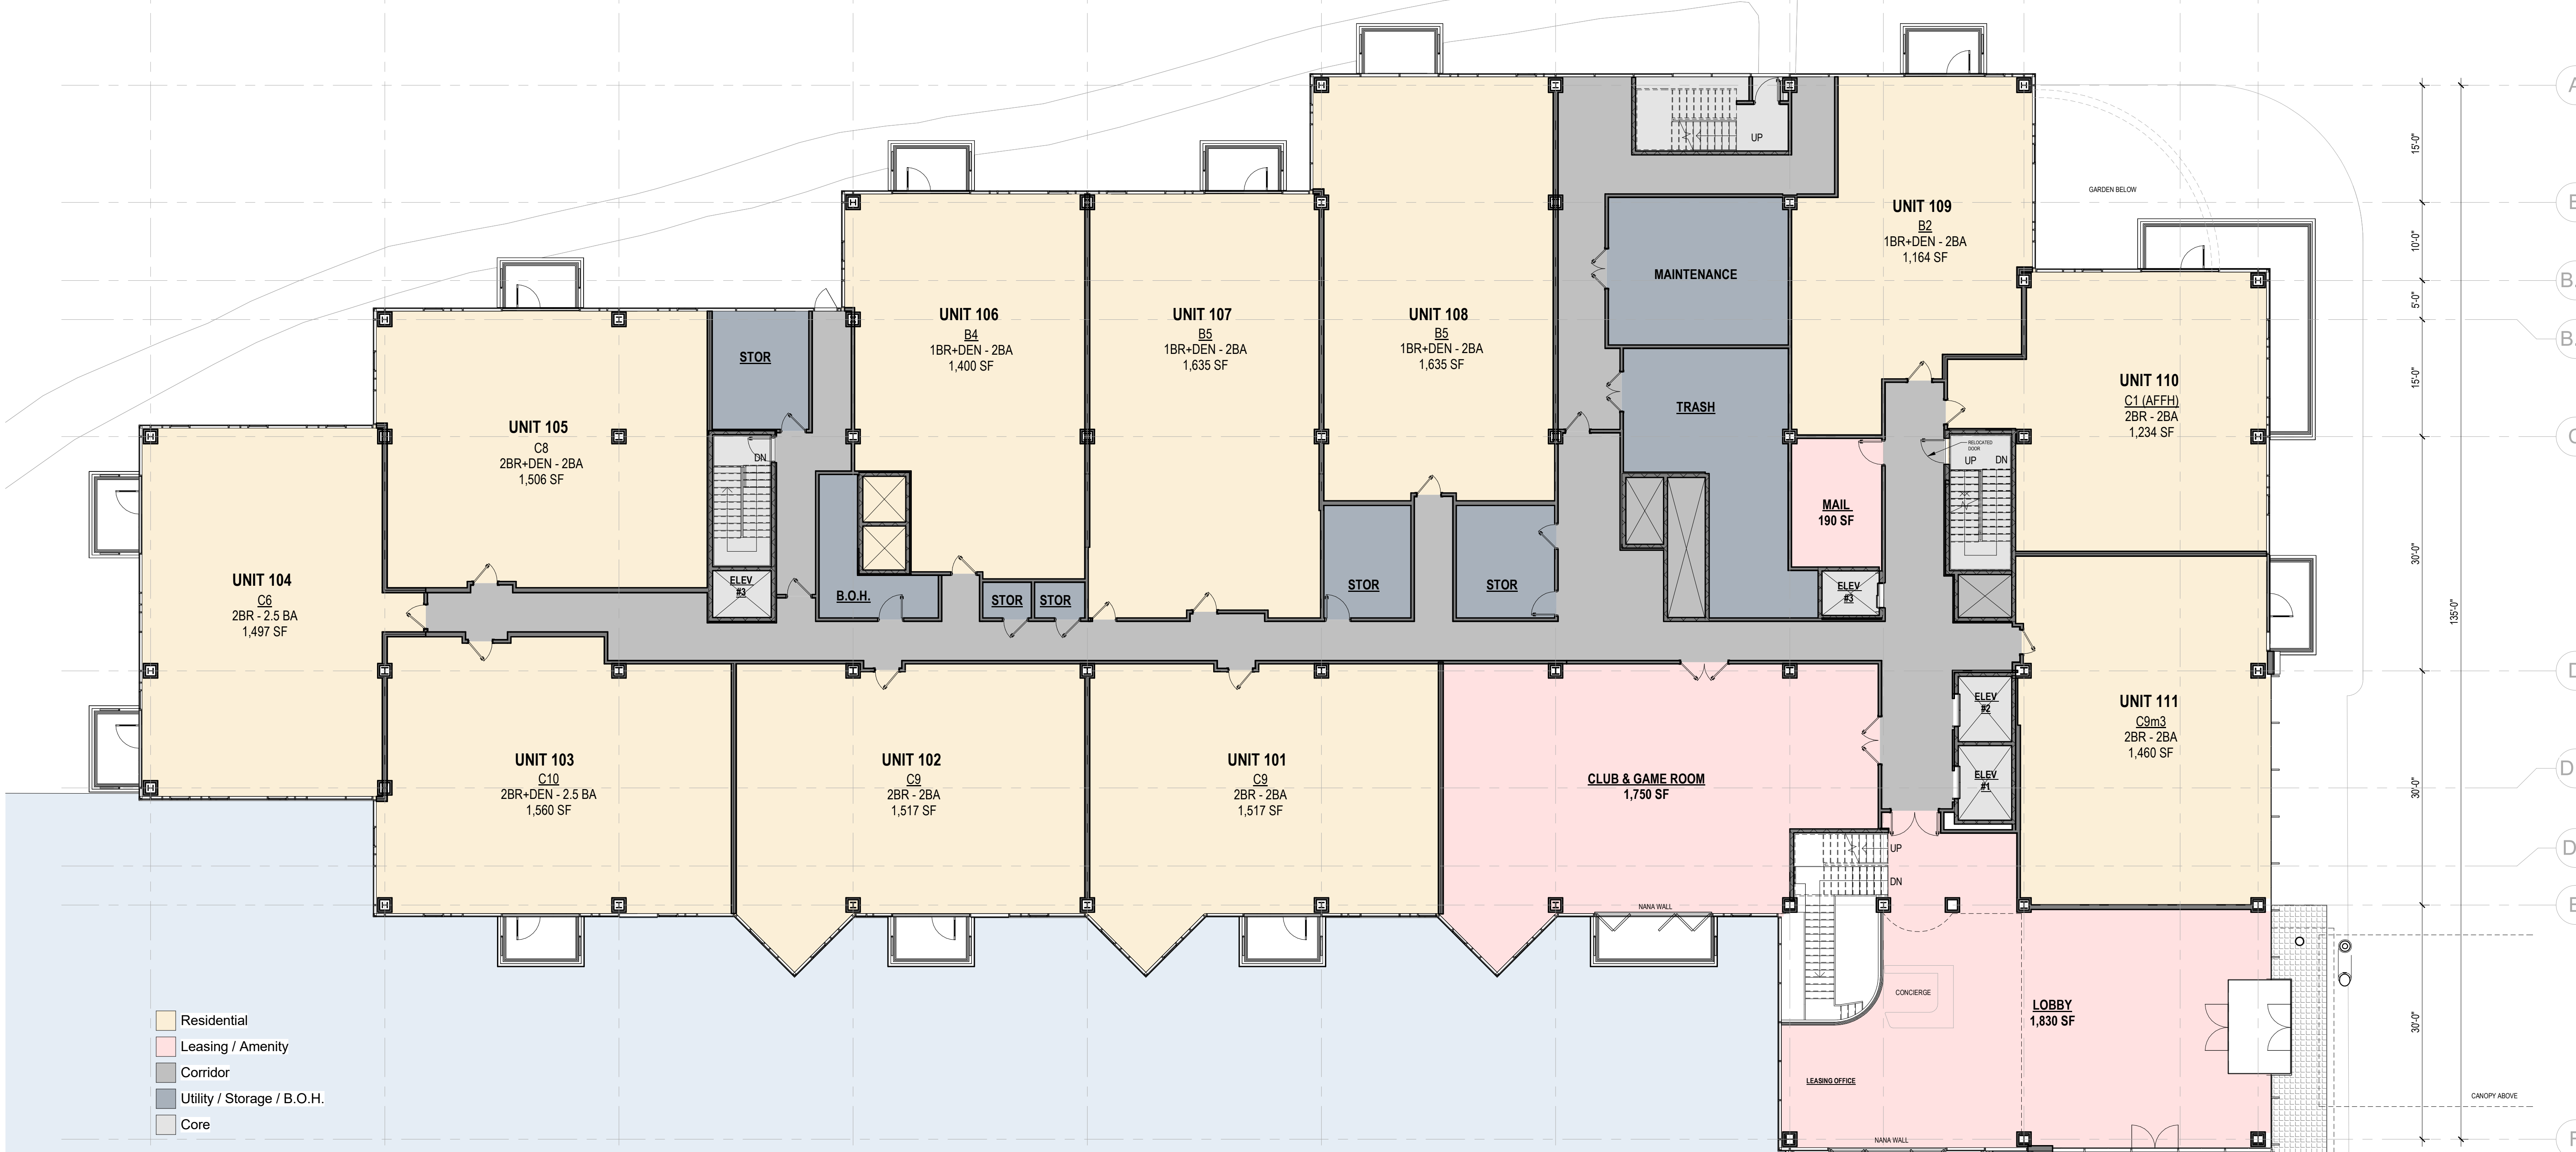 UP
UNIT 109
B2
1BR+DEN - 2BA
1,164 SF
GARDEN BELOW
MAINTENANCE
UNIT 106
B4
1BR+DEN - 2BA
1,400 SF
UNIT 107
B5
1BR+DEN - 2BA
1,635 SF
UNIT 108
B5
1BR+DEN - 2BA
1,635 SF
STOR
TRASH
UNIT 110
C1 (AFFH)
2BR - 2BA
1,234 SF
UNIT 105
C8
2BR+DEN - 2BA
1,506 SF
DN
RELOCATED
DOOR
UP DN
MAIL
190 SF
UNIT 104
C6
2BR - 2.5 BA
1,497 SF
ELEV
#3
B.O.H.
STOR
STOR
STOR
STOR
ELEV
#3
UNIT 111
C9m3
2BR - 2BA
1,460 SF
ELEV
#2
ELEV
#1
UNIT 103
C10
2BR+DEN - 2.5 BA
1,560 SF
UNIT 102
C9
2BR - 2BA
1,517 SF
UNIT 101
C9
2BR - 2BA
1,517 SF
CLUB & GAME ROOM
1,750 SF
UP
DN
NANA WALL
CONCIERGE
LOBBY
1,830 SF
LEASING OFFICE
NANA WALL
CANOPY ABOVE
15'-0"
10'-0"
5'-0"
15'-0"
30'-0"
30'-0"
30'-0"
135'-0"
Residential
Leasing / Amenity
Corridor
Utility / Storage / B.O.H.
Core